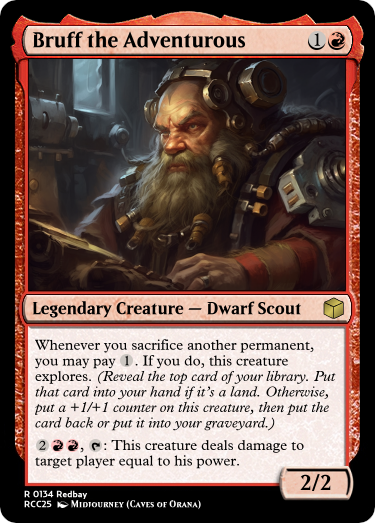 Bruff the Adventurous 1
Legendary Creature — Dwarf Scout
Whenever you sacrifice another permanent,
you may pay 1. If you do, this creature
explores. (Reveal the top card of your library. Put
that card into your hand if it's a land. Otherwise,
put a +1/+1 counter on this creature, then put the
card back or put it into your graveyard.)
2, : This creature deals damage to
target player equal to his power.
2/2
R 0134 Redbay
RCC25 Midjourney (Caves of Orana)